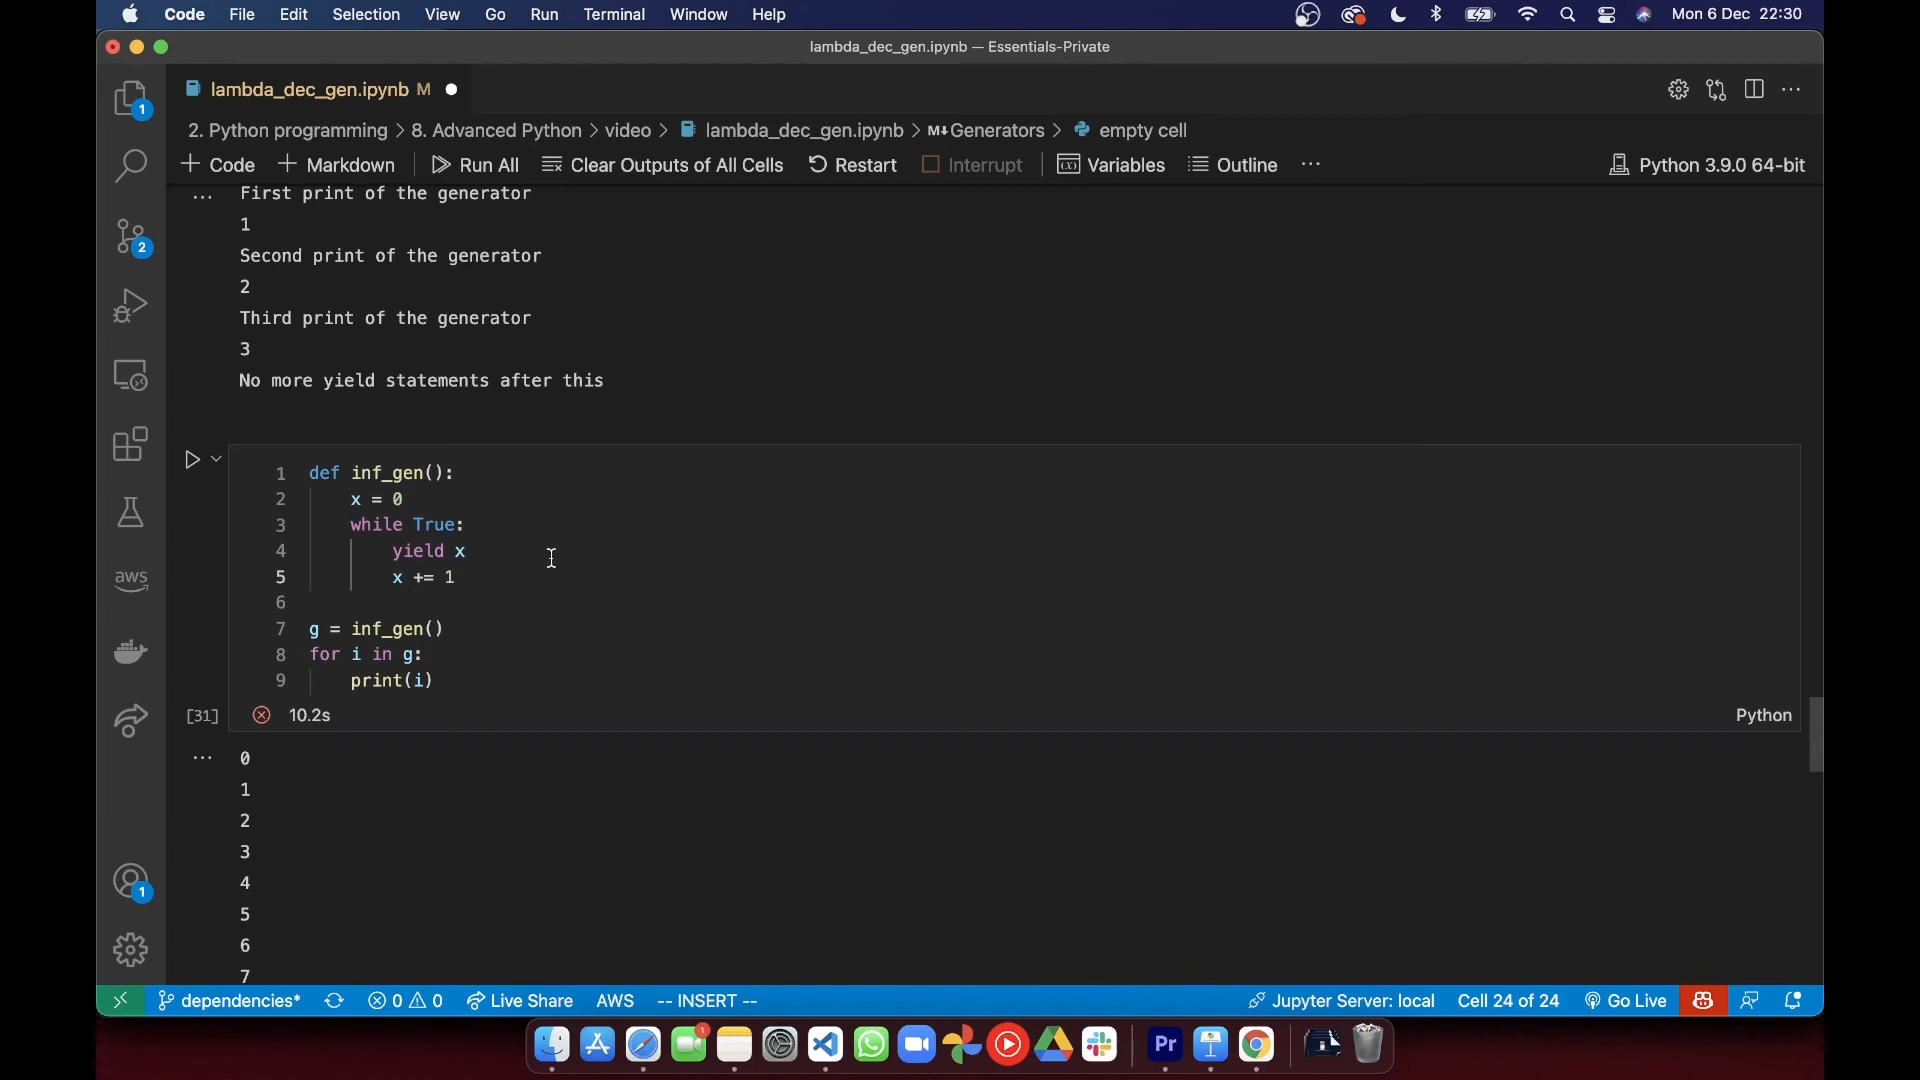 Code File Edit Selection View Go Run Terminal Window Help Mon 6 Dec 22:30
lambda_dec_gen.ipynb — Essentials-Private
lambda_dec_gen.ipynb M
2. Python programming > 8. Advanced Python > video > lambda_dec_gen.ipynb > M↓Generators > empty cell
+ Code + Markdown Run All Clear Outputs of All Cells Restart Interrupt Variables Outline ··· Python 3.9.0 64-bit
... First print of the generator
1
Second print of the generator
2
Third print of the generator
3
No more yield statements after this
1 def inf_gen():
2 x = 0
3 while True:
4 yield x
5 x += 1
6
7 g = inf_gen()
8 for i in g:
9 print(i)
[31] 10.2s Python
... 0
1
2
3
4
5
6
7
1
2
aws
1
dependencies* 0 0 Live Share AWS -- INSERT -- Jupyter Server: local Cell 24 of 24 Go Live
1
Pr